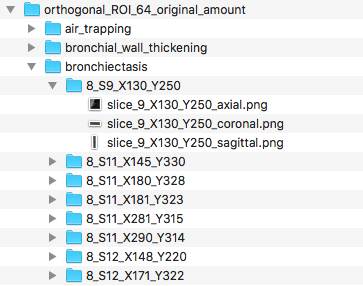 orthogonal_ROI_64_original_amount
air_trapping
bronchial_wall_thickening
bronchiectasis
8_S9_X130_Y250
slice_9_X130_Y250_axial.png
slice_9_X130_Y250_coronal.png
slice_9_X130_Y250_sagittal.png
8_S11_X145_Y330
8_S11_X180_Y328
8_S11_X181_Y323
8_S11_X281_Y315
8_S11_X290_Y314
8_S12_X148_Y220
8_S12_X171_Y322